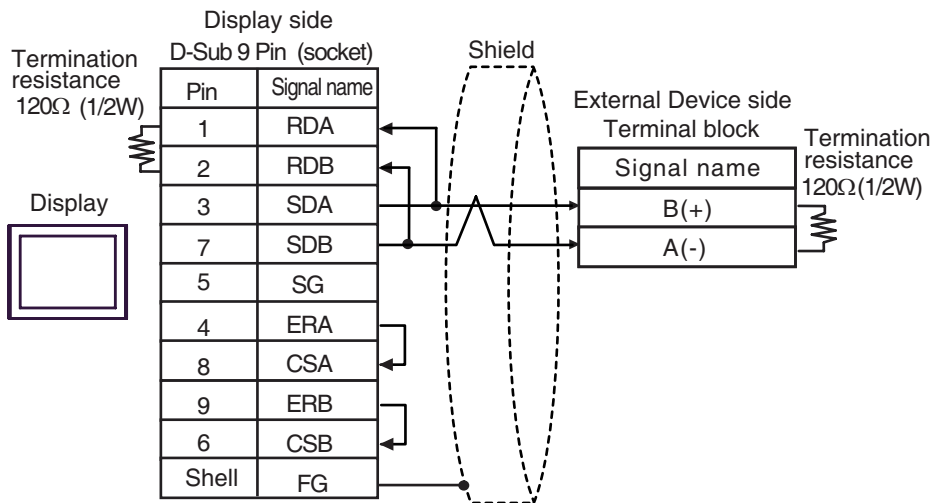 Display side
D-Sub 9 Pin (socket)
Termination
resistance
120Ω (1/2W)
Shield
Pin Signal name
1 RDA
2 RDB
3 SDA
7 SDB
5 SG
4 ERA
8 CSA
9 ERB
6 CSB
Shell FG
Display
External Device side
Terminal block
Signal name
B(+)
A(-)
Termination
resistance
120Ω(1/2W)